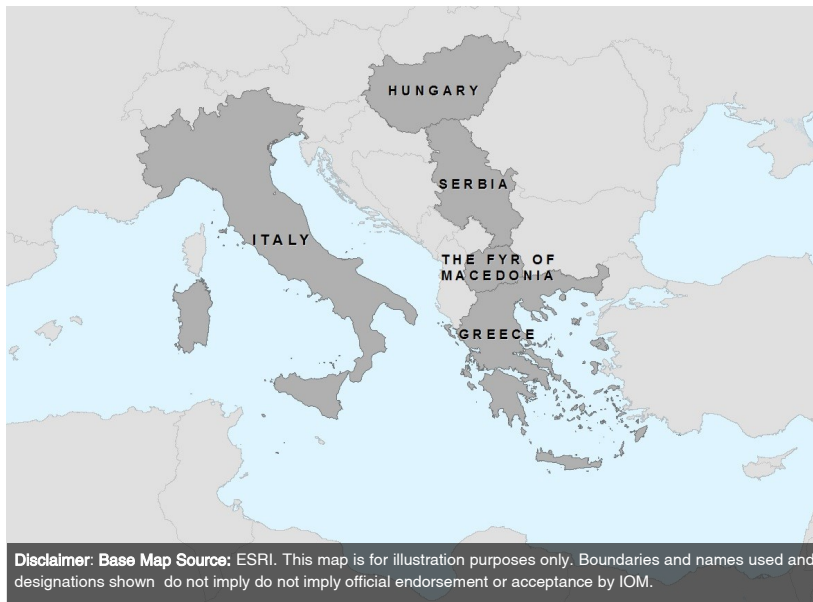 HUNGARY
SERBIA
ITALY
THE FYR OF
MACEDONIA
GREECE
Disclaimer: Base Map Source: ESRI. This map is for illustration purposes only. Boundaries and names used and
designations shown do not imply do not imply official endorsement or acceptance by IOM.